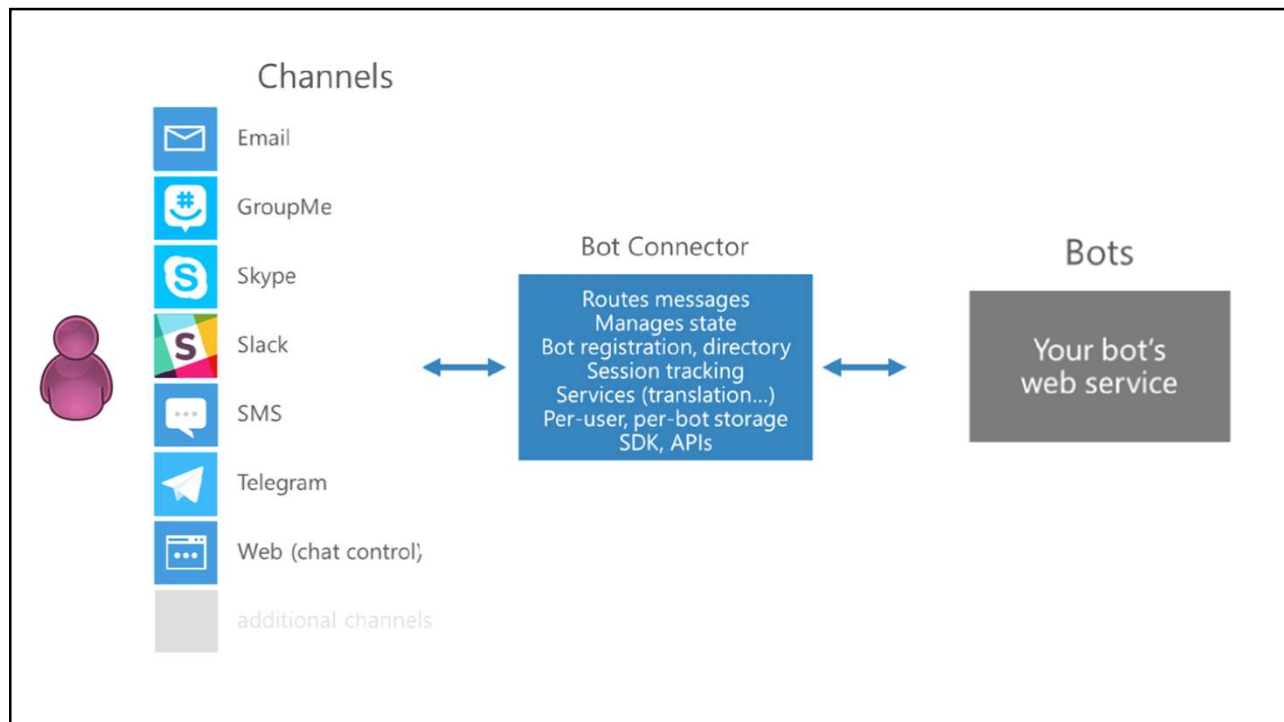 Channels
Email
GroupMe
Skype
Slack
SMS
Telegram
Web (chat control)
additional channels
Bot Connector
Routes messages
Manages state
Bot registration, directory
Session tracking
Services (translation...)
Per-user, per-bot storage
SDK, APIs
Bots
Your bot's
web service